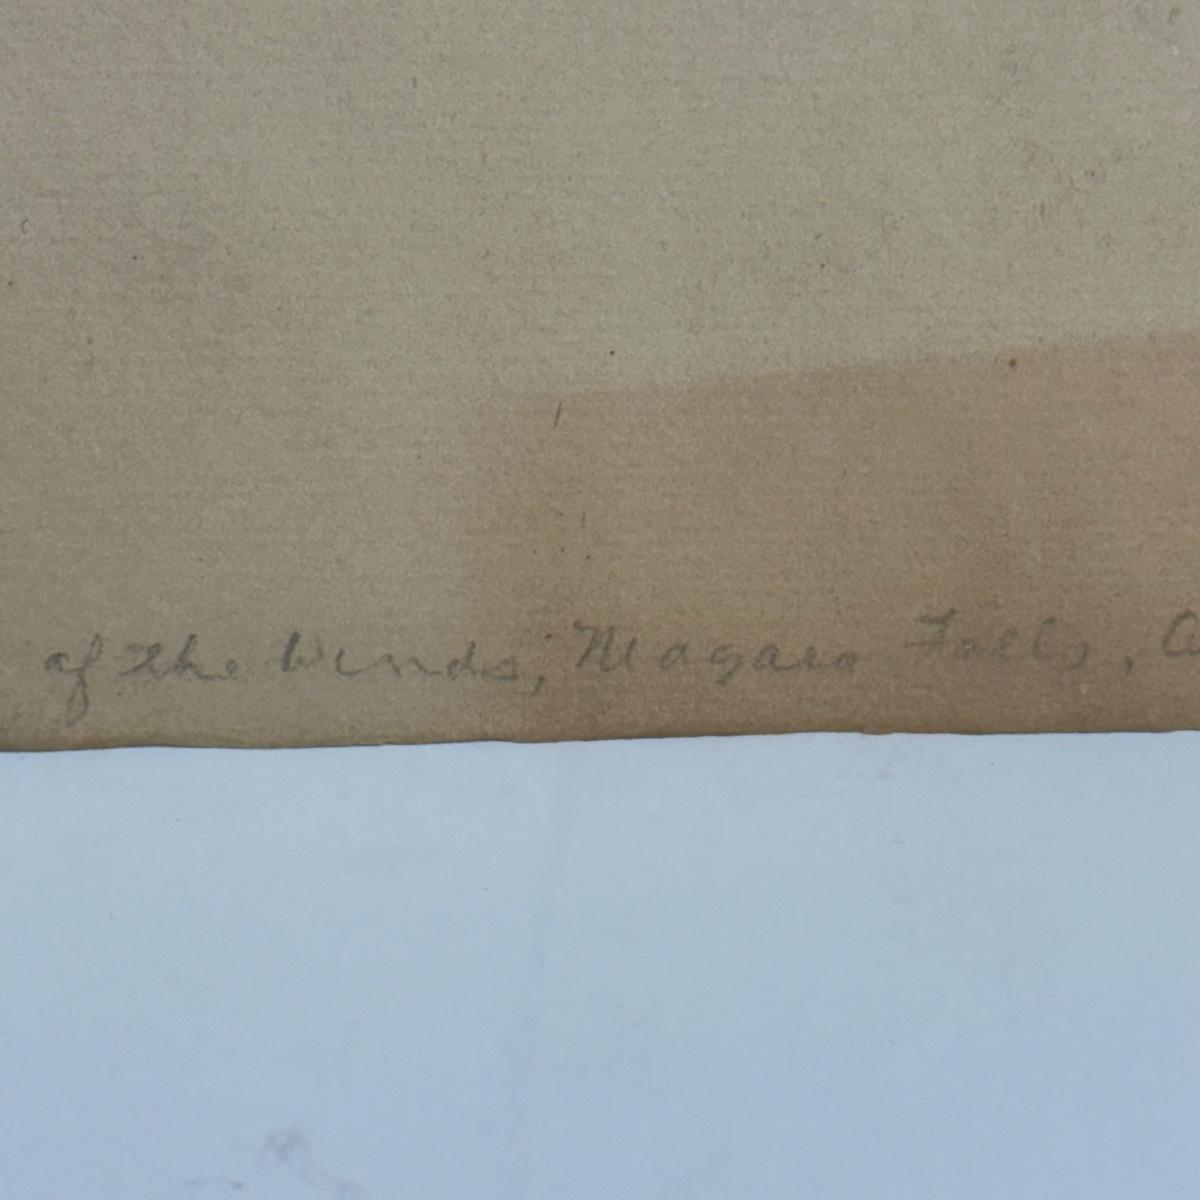 of the Winds, Niagara Falls,